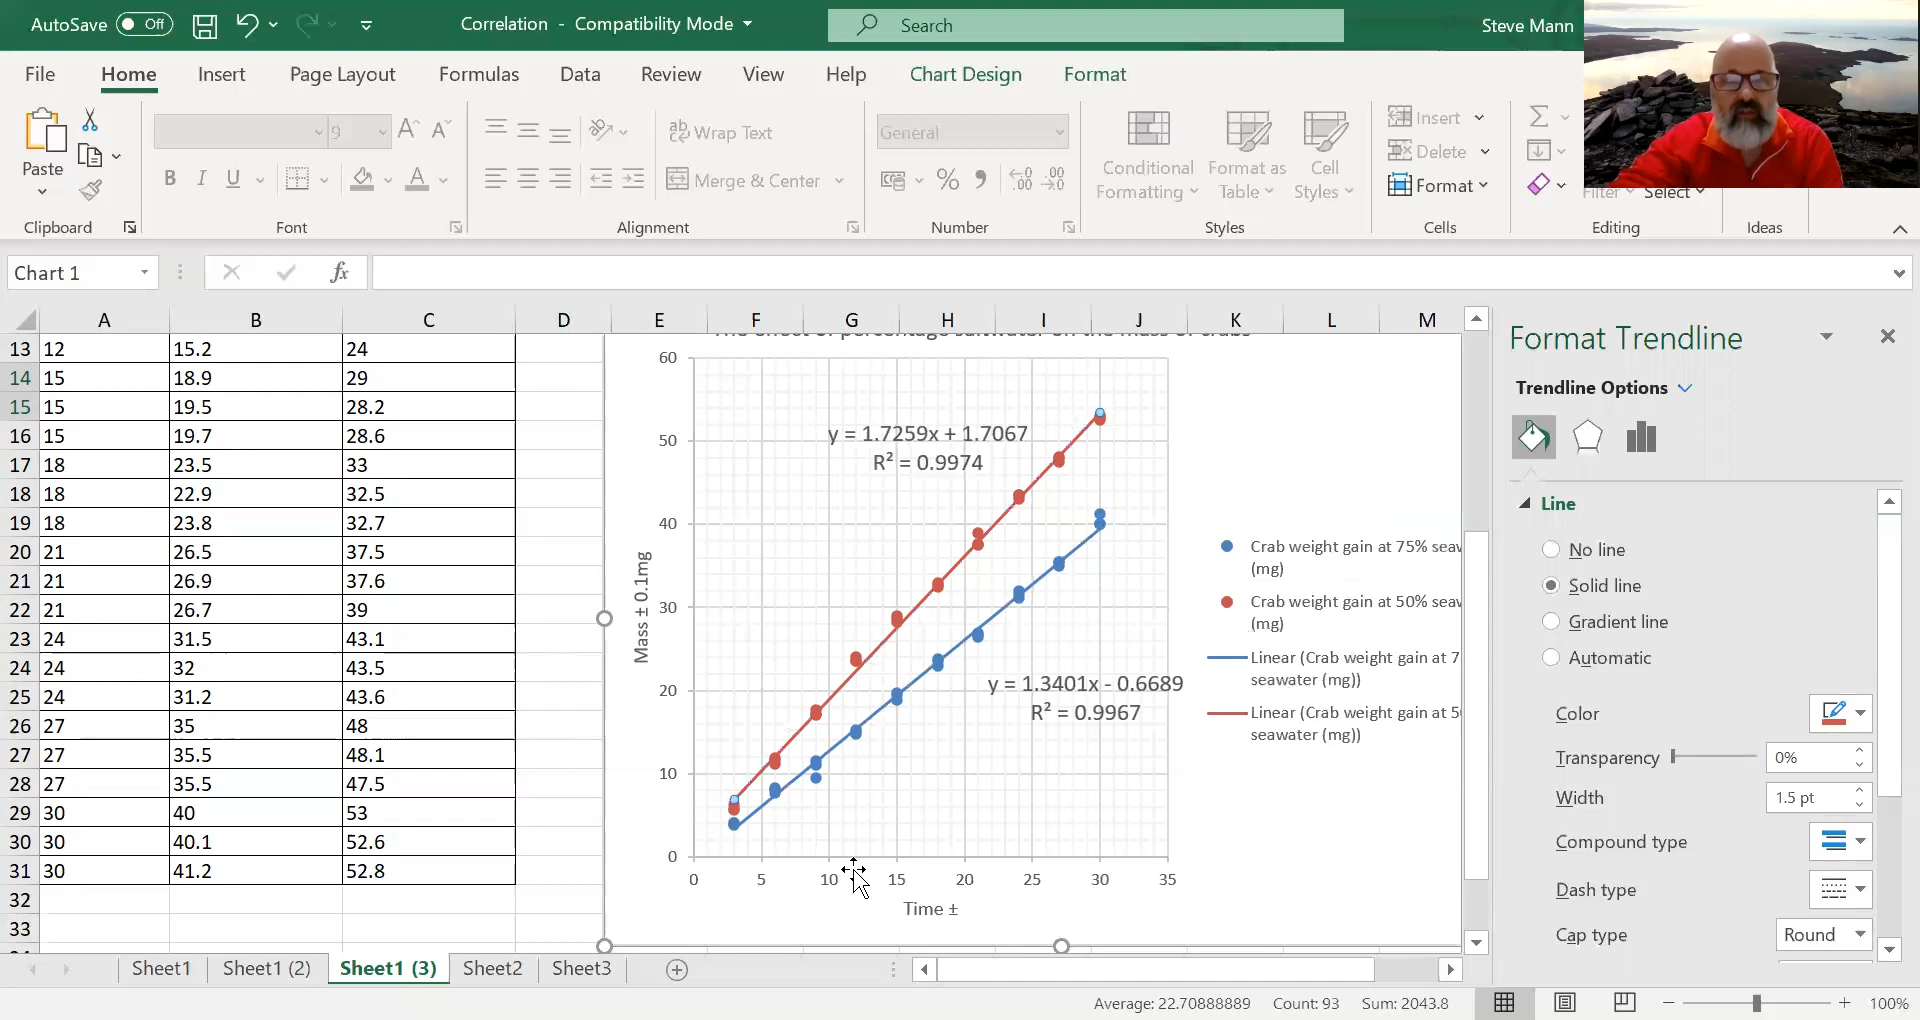 AutoSave Off Correlation - Compatibility Mode Search Steve Mann
File Home Insert Page Layout Formulas Data Review View Help Chart Design Format
Paste
Clipboard
9
B I U A
Font
Wrap Text
Merge & Center
Alignment
General
Number
Conditional Formatting
Format as Table
Cell Styles
Styles
Insert
Delete
Format
Cells
Filter Select
Editing
Ideas
Chart 1 fx
A B C D E F G H I J K L M
13 12 15.2 24
14 15 18.9 29
15 15 19.5 28.2
16 15 19.7 28.6
17 18 23.5 33
18 18 22.9 32.5
19 18 23.8 32.7
20 21 26.5 37.5
21 21 26.9 37.6
22 21 26.7 39
23 24 31.5 43.1
24 24 32 43.5
25 24 31.2 43.6
26 27 35 48
27 27 35.5 48.1
28 27 35.5 47.5
29 30 40 53
30 30 40.1 52.6
31 30 41.2 52.8
32
33
The effect of percentage saltwater on the mass of crabs
60
50
40
30
20
10
0
0 5 10 15 20 25 30 35
Mass ± 0.1mg
Time ±
y = 1.7259x + 1.7067
R² = 0.9974
y = 1.3401x - 0.6689
R² = 0.9967
Crab weight gain at 75% seaw
(mg)
Crab weight gain at 50% seaw
(mg)
Linear (Crab weight gain at 7
seawater (mg))
Linear (Crab weight gain at 5
seawater (mg))
Format Trendline
Trendline Options
Line
No line
Solid line
Gradient line
Automatic
Color
Transparency 0%
Width 1.5 pt
Compound type
Dash type
Cap type Round
Sheet1 Sheet1 (2) Sheet1 (3) Sheet2 Sheet3
Average: 22.70888889 Count: 93 Sum: 2043.8 100%